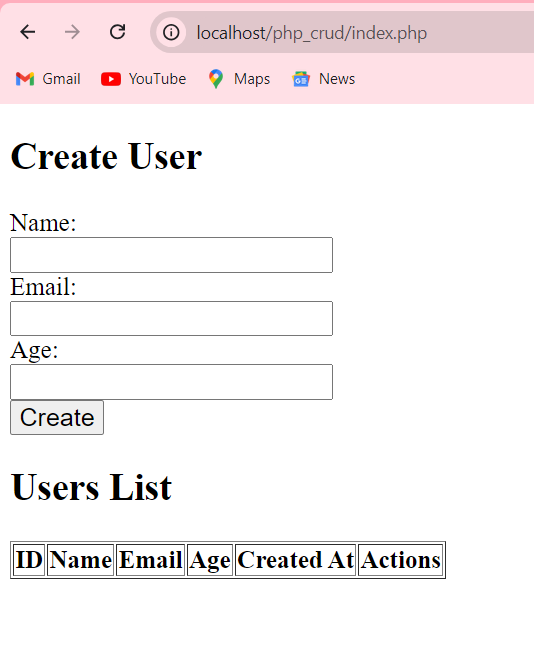 localhost/php_crud/index.php
Gmail YouTube Maps News
Create User
Name:
Email:
Age:
Create
Users List
ID Name Email Age Created At Actions